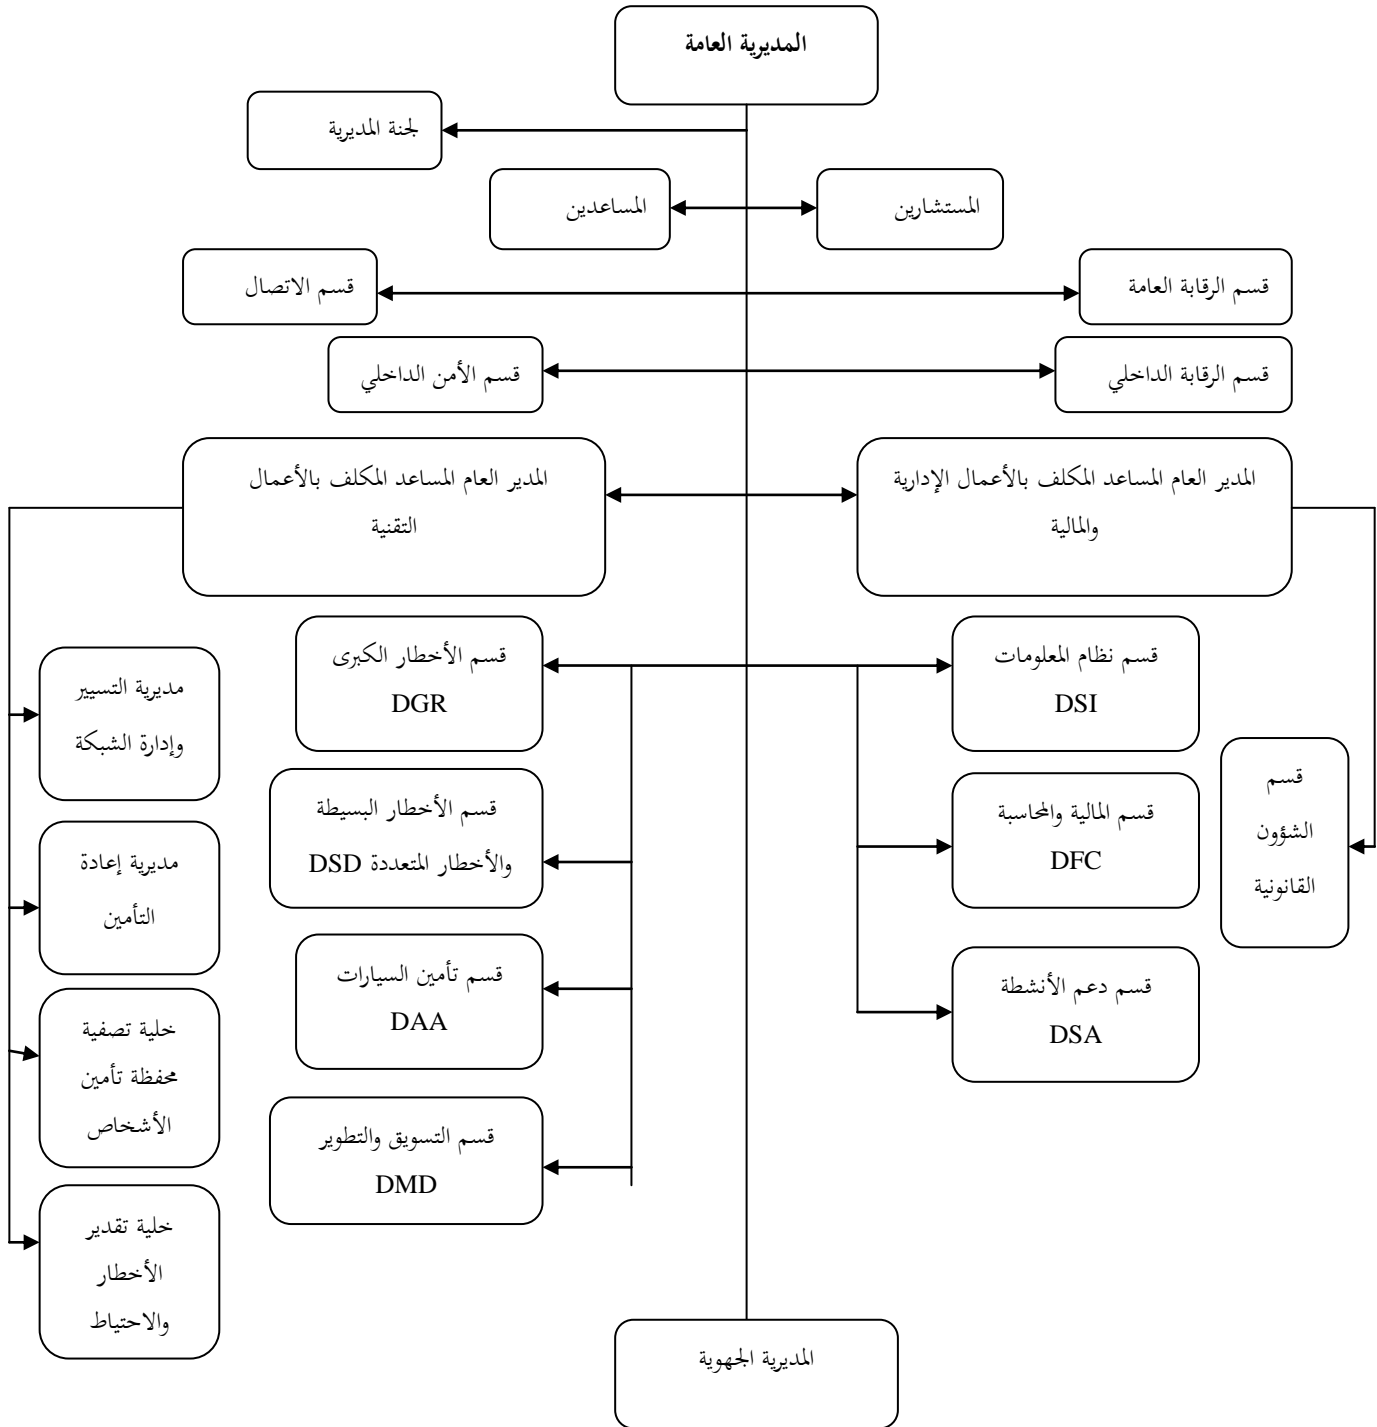 المديرية العامة
لجنة المديرية
المستشارين
المساعدين
قسم الرقابة العامة
قسم الاتصال
قسم الرقابة الداخلي
قسم الأمن الداخلي
المدير العام المساعد المكلف بالأعمال الإدارية
والمالية
المدير العام المساعد المكلف بالأعمال
التقنية
قسم نظام المعلومات
DSI
قسم المالية والمحاسبة
DFC
قسم دعم الأنشطة
DSA
قسم
الشؤون
القانونية
قسم الأخطار الكبرى
DGR
قسم الأخطار البسيطة
والأخطار المتعددة DSD
قسم تأمين السيارات
DAA
قسم التسويق والتطوير
DMD
مديرية التسيير
وإدارة الشبكة
مديرية إعادة
التأمين
خلية تصفية
محفظة تأمين
الأشخاص
خلية تقدير
الأخطار
والاحتياط
المديرية الجهوية